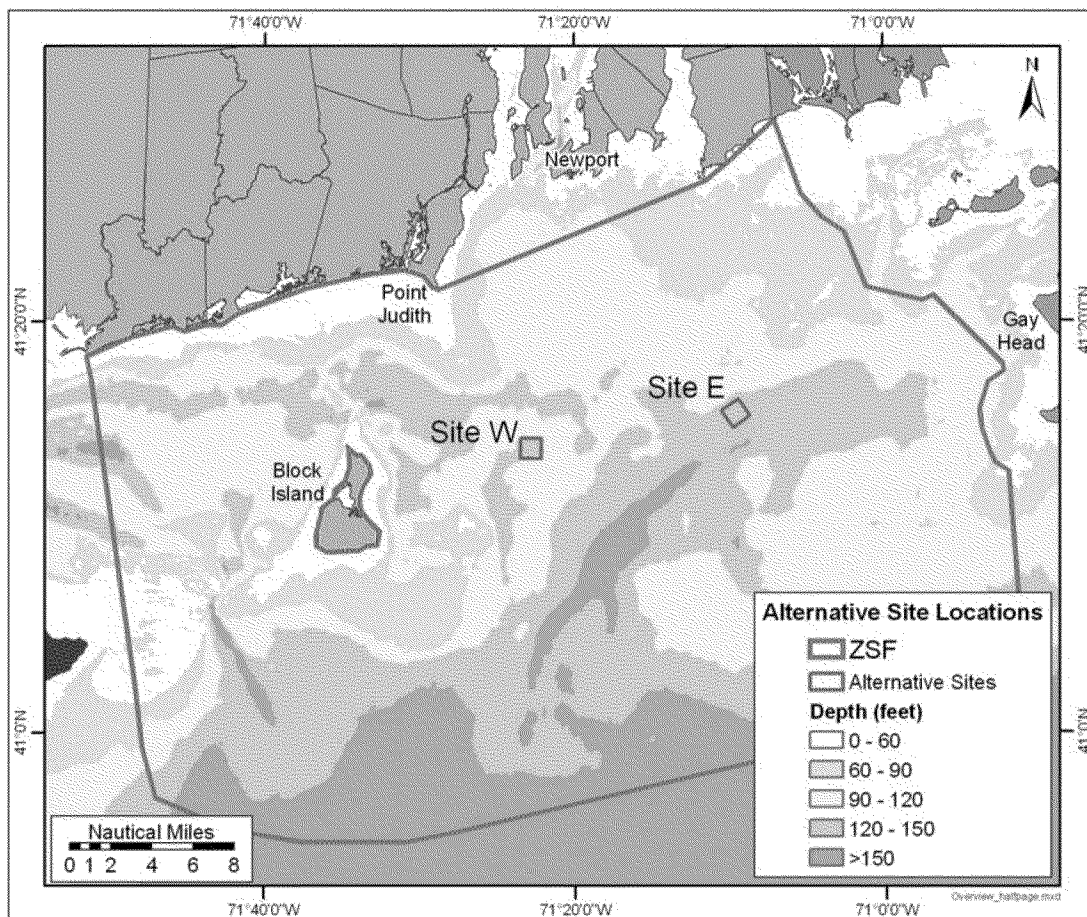 71°40'0"W 71°20'0"W 71°0'0"W
N
Newport
Point
Judith
41°20'0"N
41°20'0"N
Gay
Head
Site E
Site W
Block
Island
Alternative Site Locations
ZSF
Alternative Sites
Depth (feet)
0 - 60
60 - 90
90 - 120
120 - 150
>150
41°0'0"N
41°0'0"N
Nautical Miles
0 1 2 4 6 8
Overview_halfpage.mxd
71°40'0"W 71°20'0"W 71°0'0"W